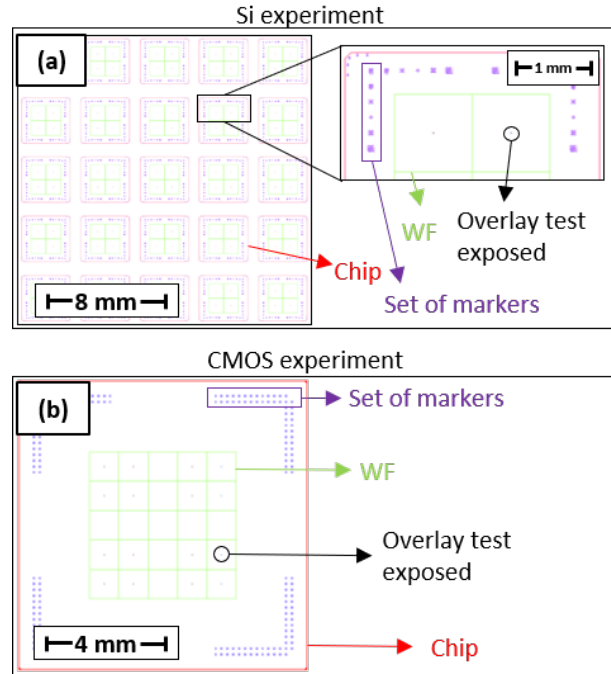 Si experiment
(a)
1 mm
WF
Overlay test
exposed
Chip
Set of markers
8 mm
CMOS experiment
(b)
Set of markers
WF
Overlay test
exposed
4 mm
Chip